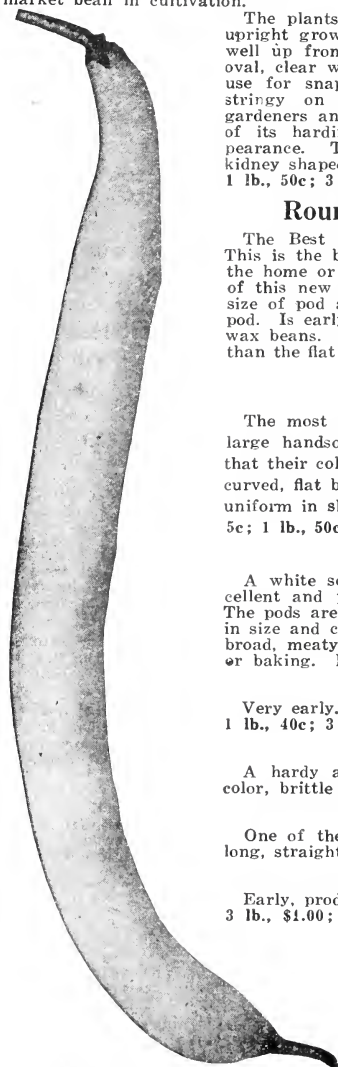 market bean in cultivation.
The plants
upright grow
well up from
oval, clear w
use for snap
stringy on
gardeners an
of its hardi
pearance. T
kidney shaped
1 lb., 50c; 3
Roun
The Best
This is the b
the home or
of this new
size of pod a
pod. Is earl
wax beans.
than the flat
The most
large handso
that their col
curved, flat b
uniform in sh
5c; 1 lb., 50c
A white se
cellent and
The pods are
in size and c
broad, meaty
or baking.
Very early.
1 lb., 40c; 3
A hardy a
color, brittle
One of the
long, straight
Early, prod
3 lb., $1.00;